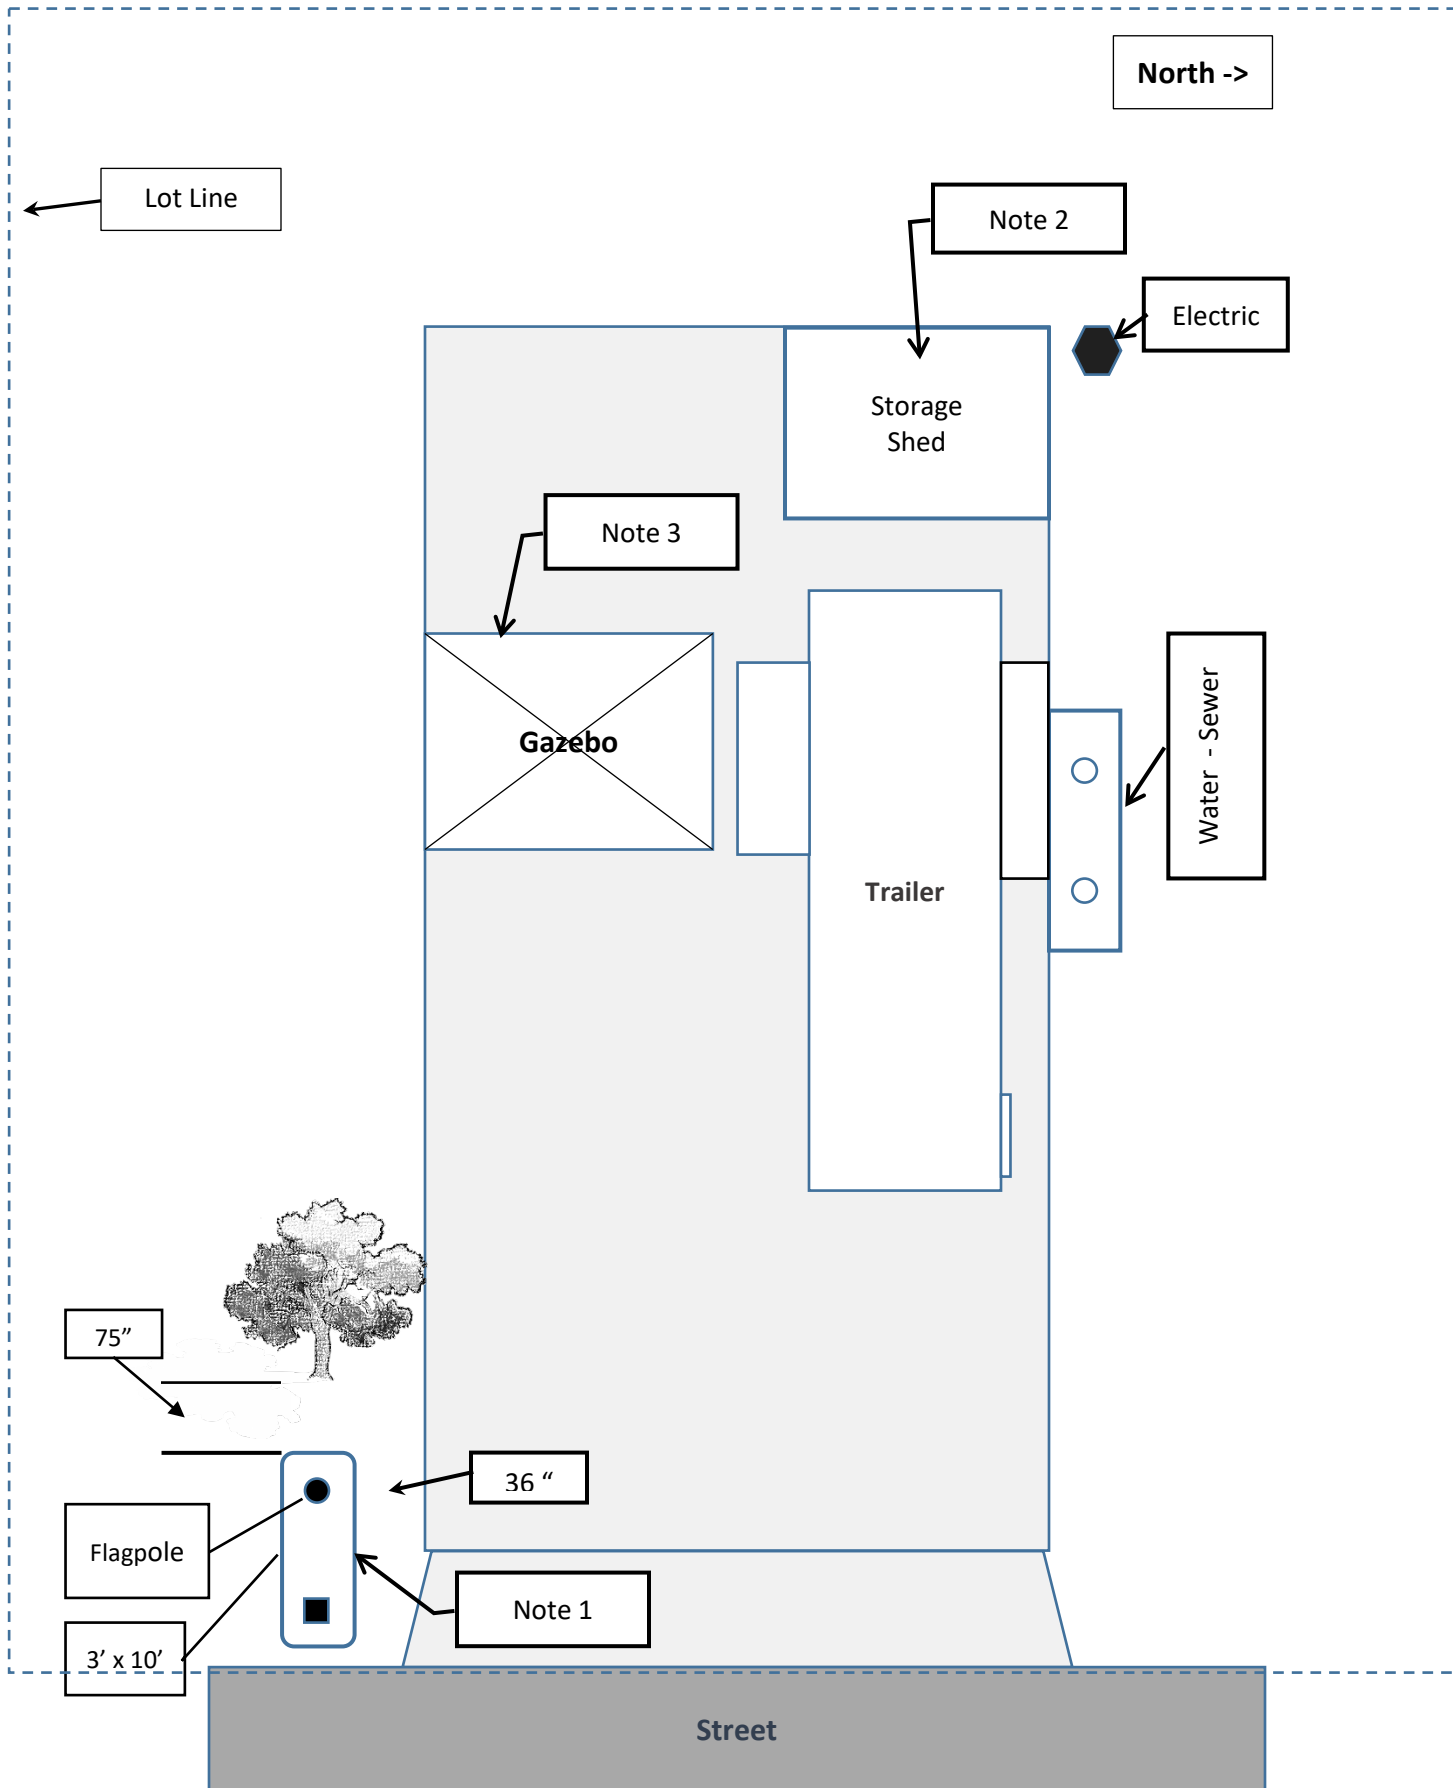 North ->
Lot Line
Note 2
Electric
Storage
Shed
Note 3
Gazebo
Water - Sewer
Trailer
75”
36 “
Flagpole
Note 1
3’ x 10’
Street